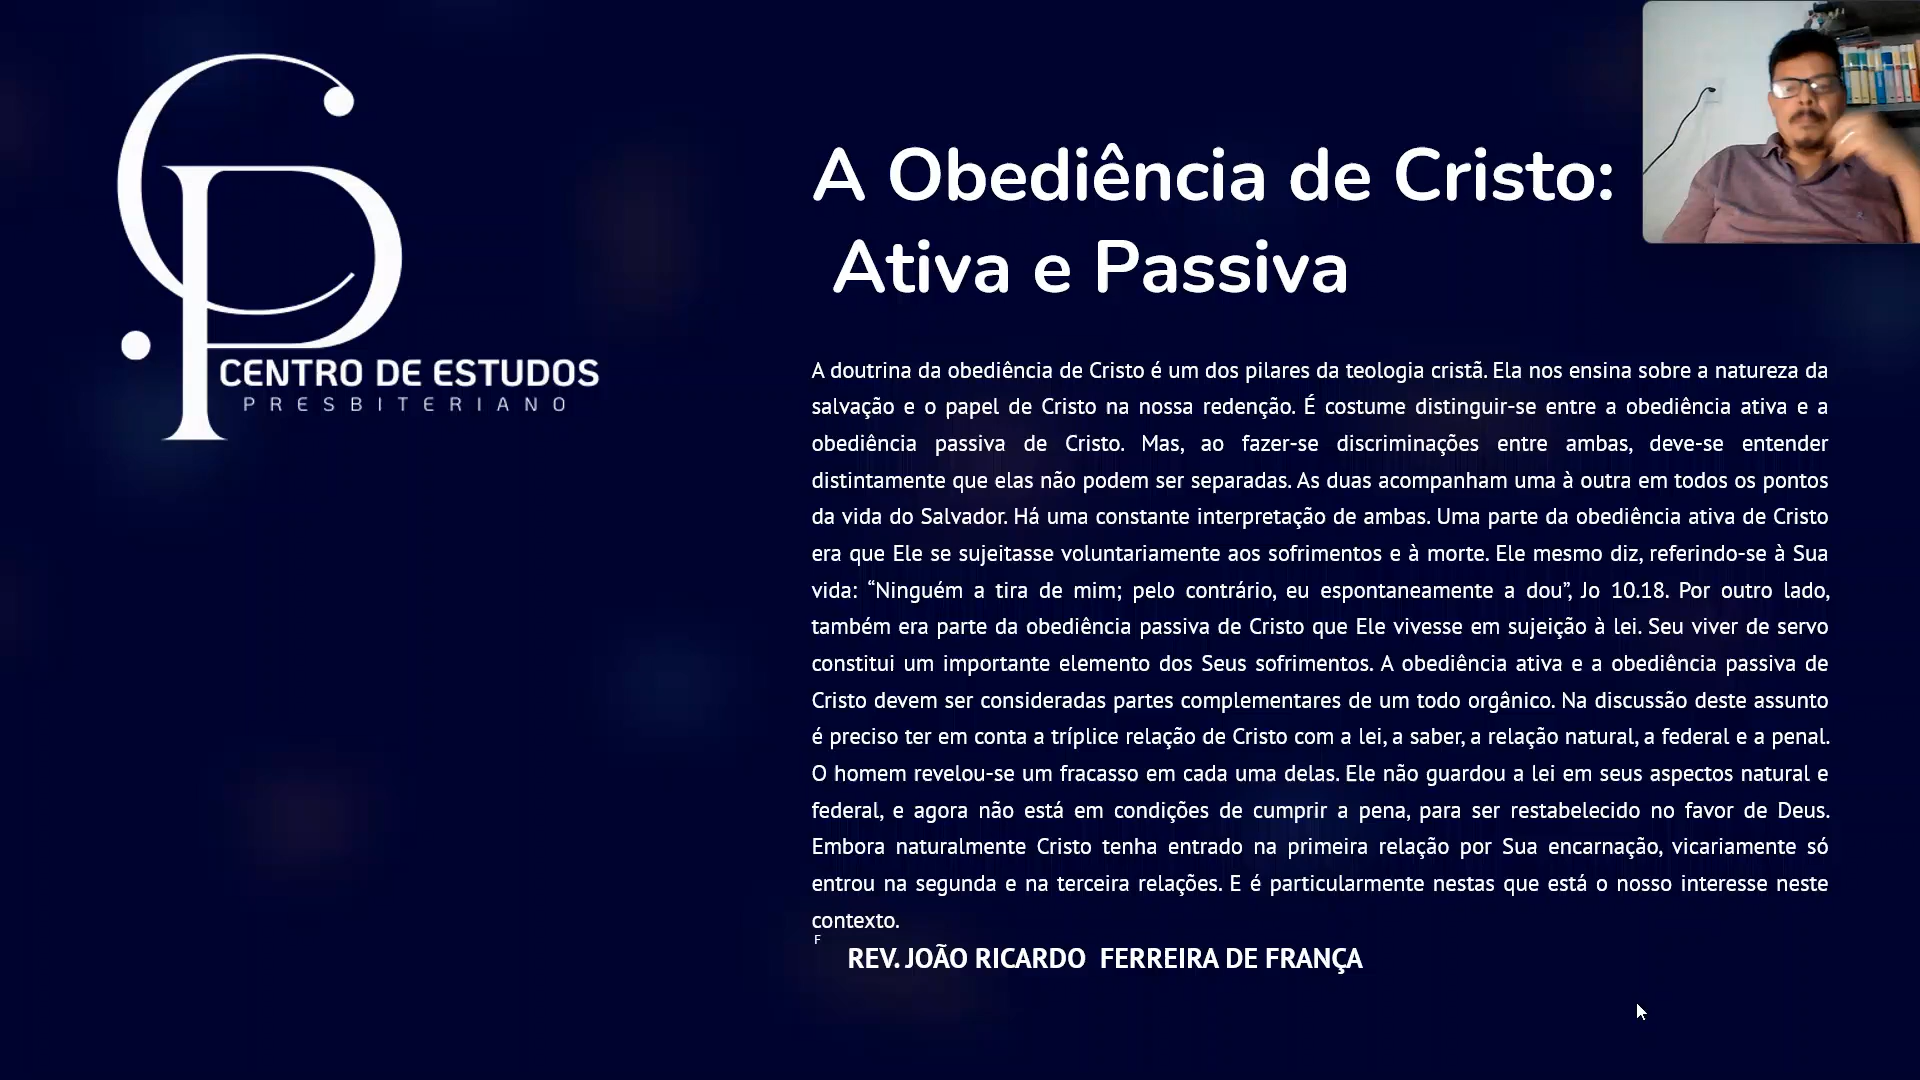 CP
CENTRO DE ESTUDOS
PRESBITERIANO
A Obediência de Cristo:
Ativa e Passiva
A doutrina da obediência de Cristo é um dos pilares da teologia cristã. Ela nos ensina sobre a natureza da
salvação e o papel de Cristo na nossa redenção. É costume distinguir-se entre a obediência ativa e a
obediência passiva de Cristo. Mas, ao fazer-se discriminações entre ambas, deve-se entender
distintamente que elas não podem ser separadas. As duas acompanham uma à outra em todos os pontos
da vida do Salvador. Há uma constante interpretação de ambas. Uma parte da obediência ativa de Cristo
era que Ele se sujeitasse voluntariamente aos sofrimentos e à morte. Ele mesmo diz, referindo-se à Sua
vida: “Ninguém a tira de mim; pelo contrário, eu espontaneamente a dou”, Jo 10.18. Por outro lado,
também era parte da obediência passiva de Cristo que Ele vivesse em sujeição à lei. Seu viver de servo
constitui um importante elemento dos Seus sofrimentos. A obediência ativa e a obediência passiva de
Cristo devem ser consideradas partes complementares de um todo orgânico. Na discussão deste assunto
é preciso ter em conta a tríplice relação de Cristo com a lei, a saber, a relação natural, a federal e a penal.
O homem revelou-se um fracasso em cada uma delas. Ele não guardou a lei em seus aspectos natural e
federal, e agora não está em condições de cumprir a pena, para ser restabelecido no favor de Deus.
Embora naturalmente Cristo tenha entrado na primeira relação por Sua encarnação, vicariamente só
entrou na segunda e na terceira relações. E é particularmente nestas que está o nosso interesse neste
contexto.
F
REV. JOÃO RICARDO FERREIRA DE FRANÇA